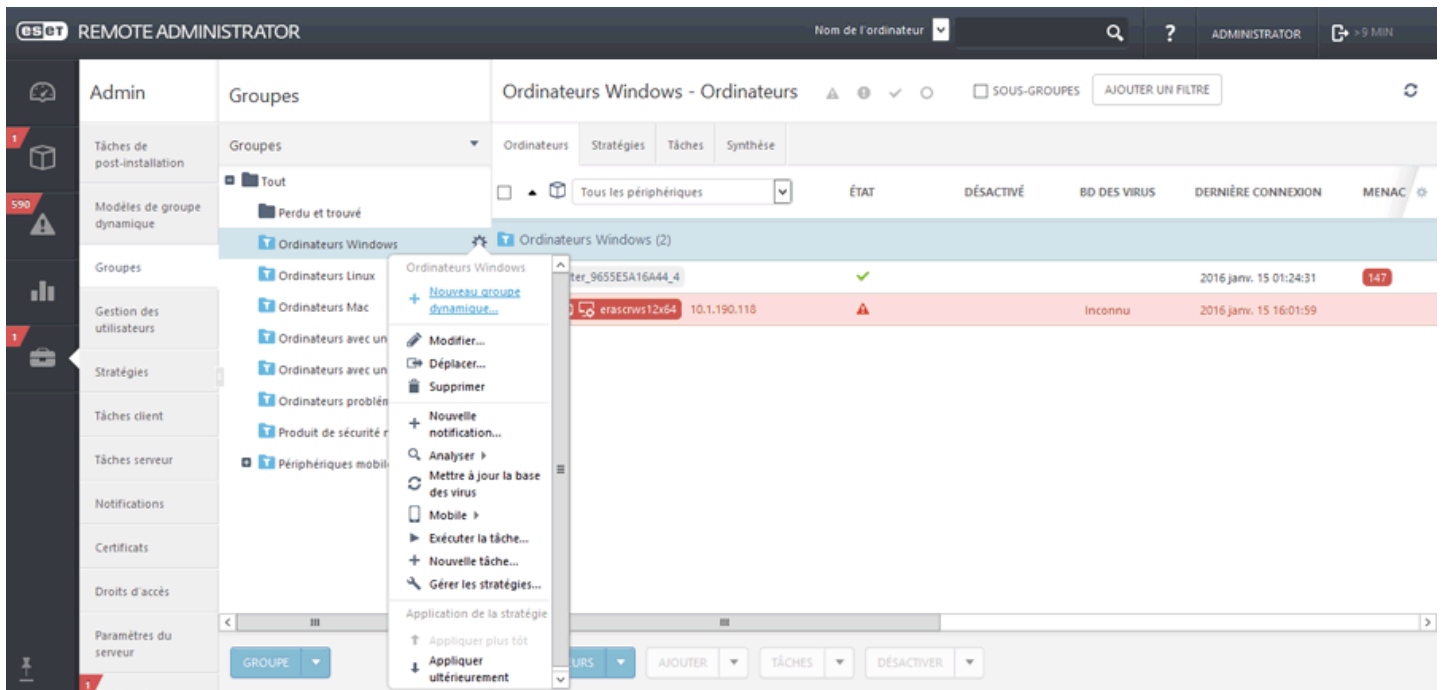 eset REMOTE ADMINISTRATOR
Nom de l'ordinateur
?
ADMINISTRATOR
>9 MIN
1
590
1
Admin
Tâches de
post-installation
Modèles de groupe
dynamique
Groupes
Gestion des
utilisateurs
Stratégies
Tâches client
Tâches serveur
Notifications
Certificats
Droits d'accès
Paramètres du
serveur
1
Groupes
Groupes
Tout
Perdu et trouvé
Ordinateurs Windows
Ordinateurs Linux
Ordinateurs Mac
Ordinateurs avec un
Ordinateurs avec un
Ordinateurs problém
Produit de sécurité
Périphériques mobil
GROUPE
Ordinateurs Windows
Nouveau groupe
dynamique...
Modifier...
Déplacer...
Supprimer
Nouvelle
notification...
Analyser
Mettre à jour la base
des virus
Mobile
Exécuter la tâche...
Nouvelle tâche...
Gérer les stratégies...
Application de la stratégie
Appliquer plus tôt
Appliquer
ultérieurement
Ordinateurs Windows - Ordinateurs
SOUS-GROUPES
AJOUTER UN FILTRE
Ordinateurs Stratégies Tâches Synthèse
Tous les périphériques ÉTAT DÉSACTIVÉ BD DES VIRUS DERNIÈRE CONNEXION MENAC
Ordinateurs Windows (2)
ter_9655E5A16A44_4 2016 janv. 15 01:24:31 147
erascrws12x64 10.1.190.118 Inconnu 2016 janv. 15 16:01:59
URS AJOUTER TÂCHES DÉSACTIVER